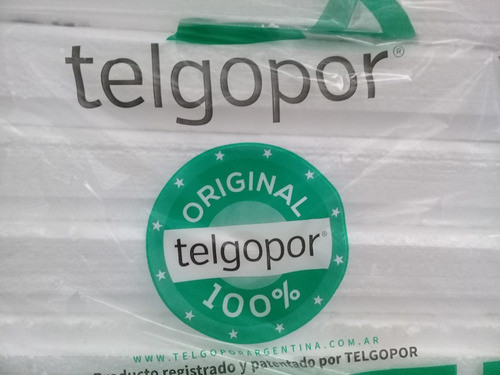 telgopor®
ORIGINAL
telgopor®
100%
WWW.TELGOPORARGENTINA.COM.AR
Producto registrado y patentado por TELGOPOR